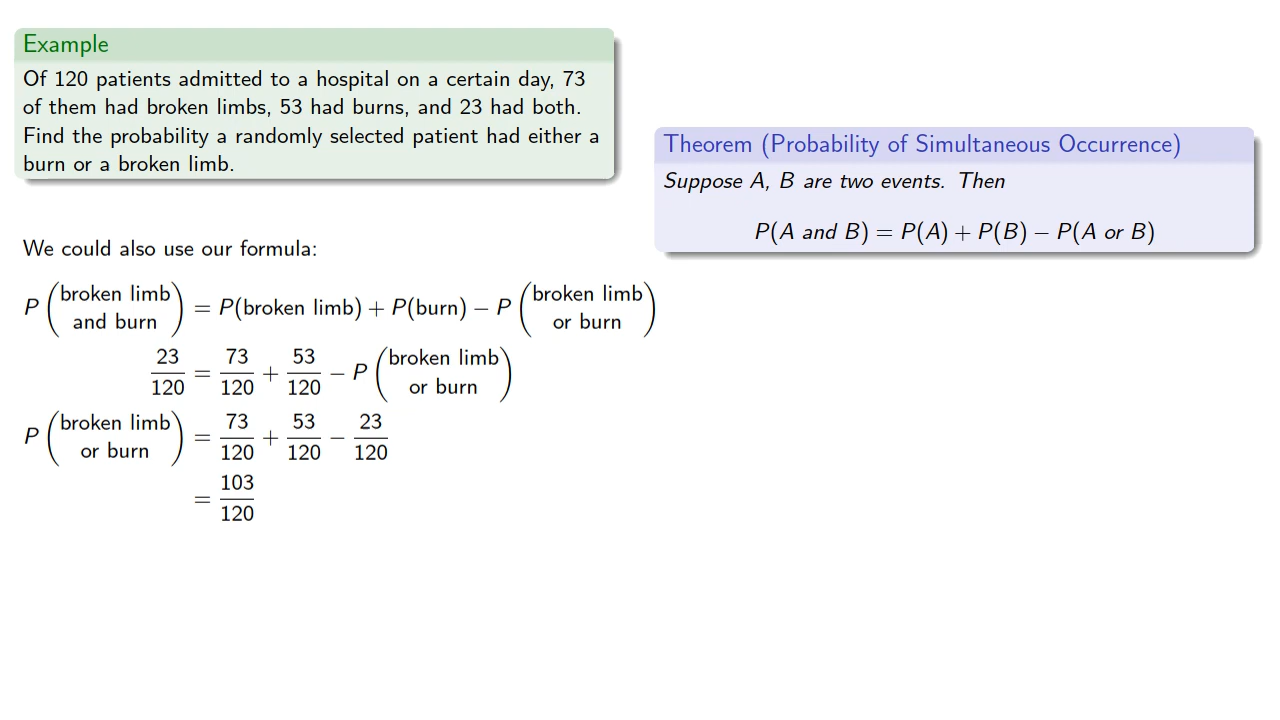 Example
Of 120 patients admitted to a hospital on a certain day, 73
of them had broken limbs, 53 had burns, and 23 had both.
Find the probability a randomly selected patient had either a
burn or a broken limb.
Theorem (Probability of Simultaneous Occurrence)
Suppose A, B are two events. Then
P(A and B) = P(A) + P(B) − P(A or B)
We could also use our formula:
P (broken limb and burn) = P(broken limb) + P(burn) − P (broken limb or burn)
23/120 = 73/120 + 53/120 − P (broken limb or burn)
P (broken limb or burn) = 73/120 + 53/120 − 23/120
= 103/120